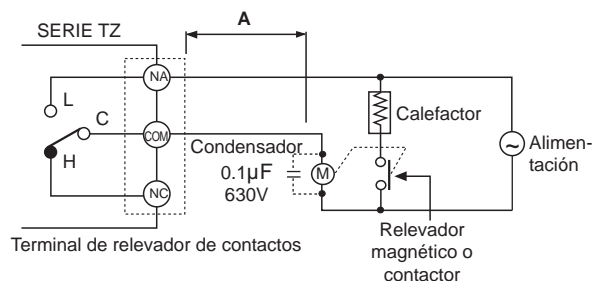 SERIE TZ
A
NA
L
C
COM
H
NC
Condensador
0.1µF
630V
M
Calefactor
Alimen-
tación
Terminal de relevador de contactos
Relevador
magnético o
contactor